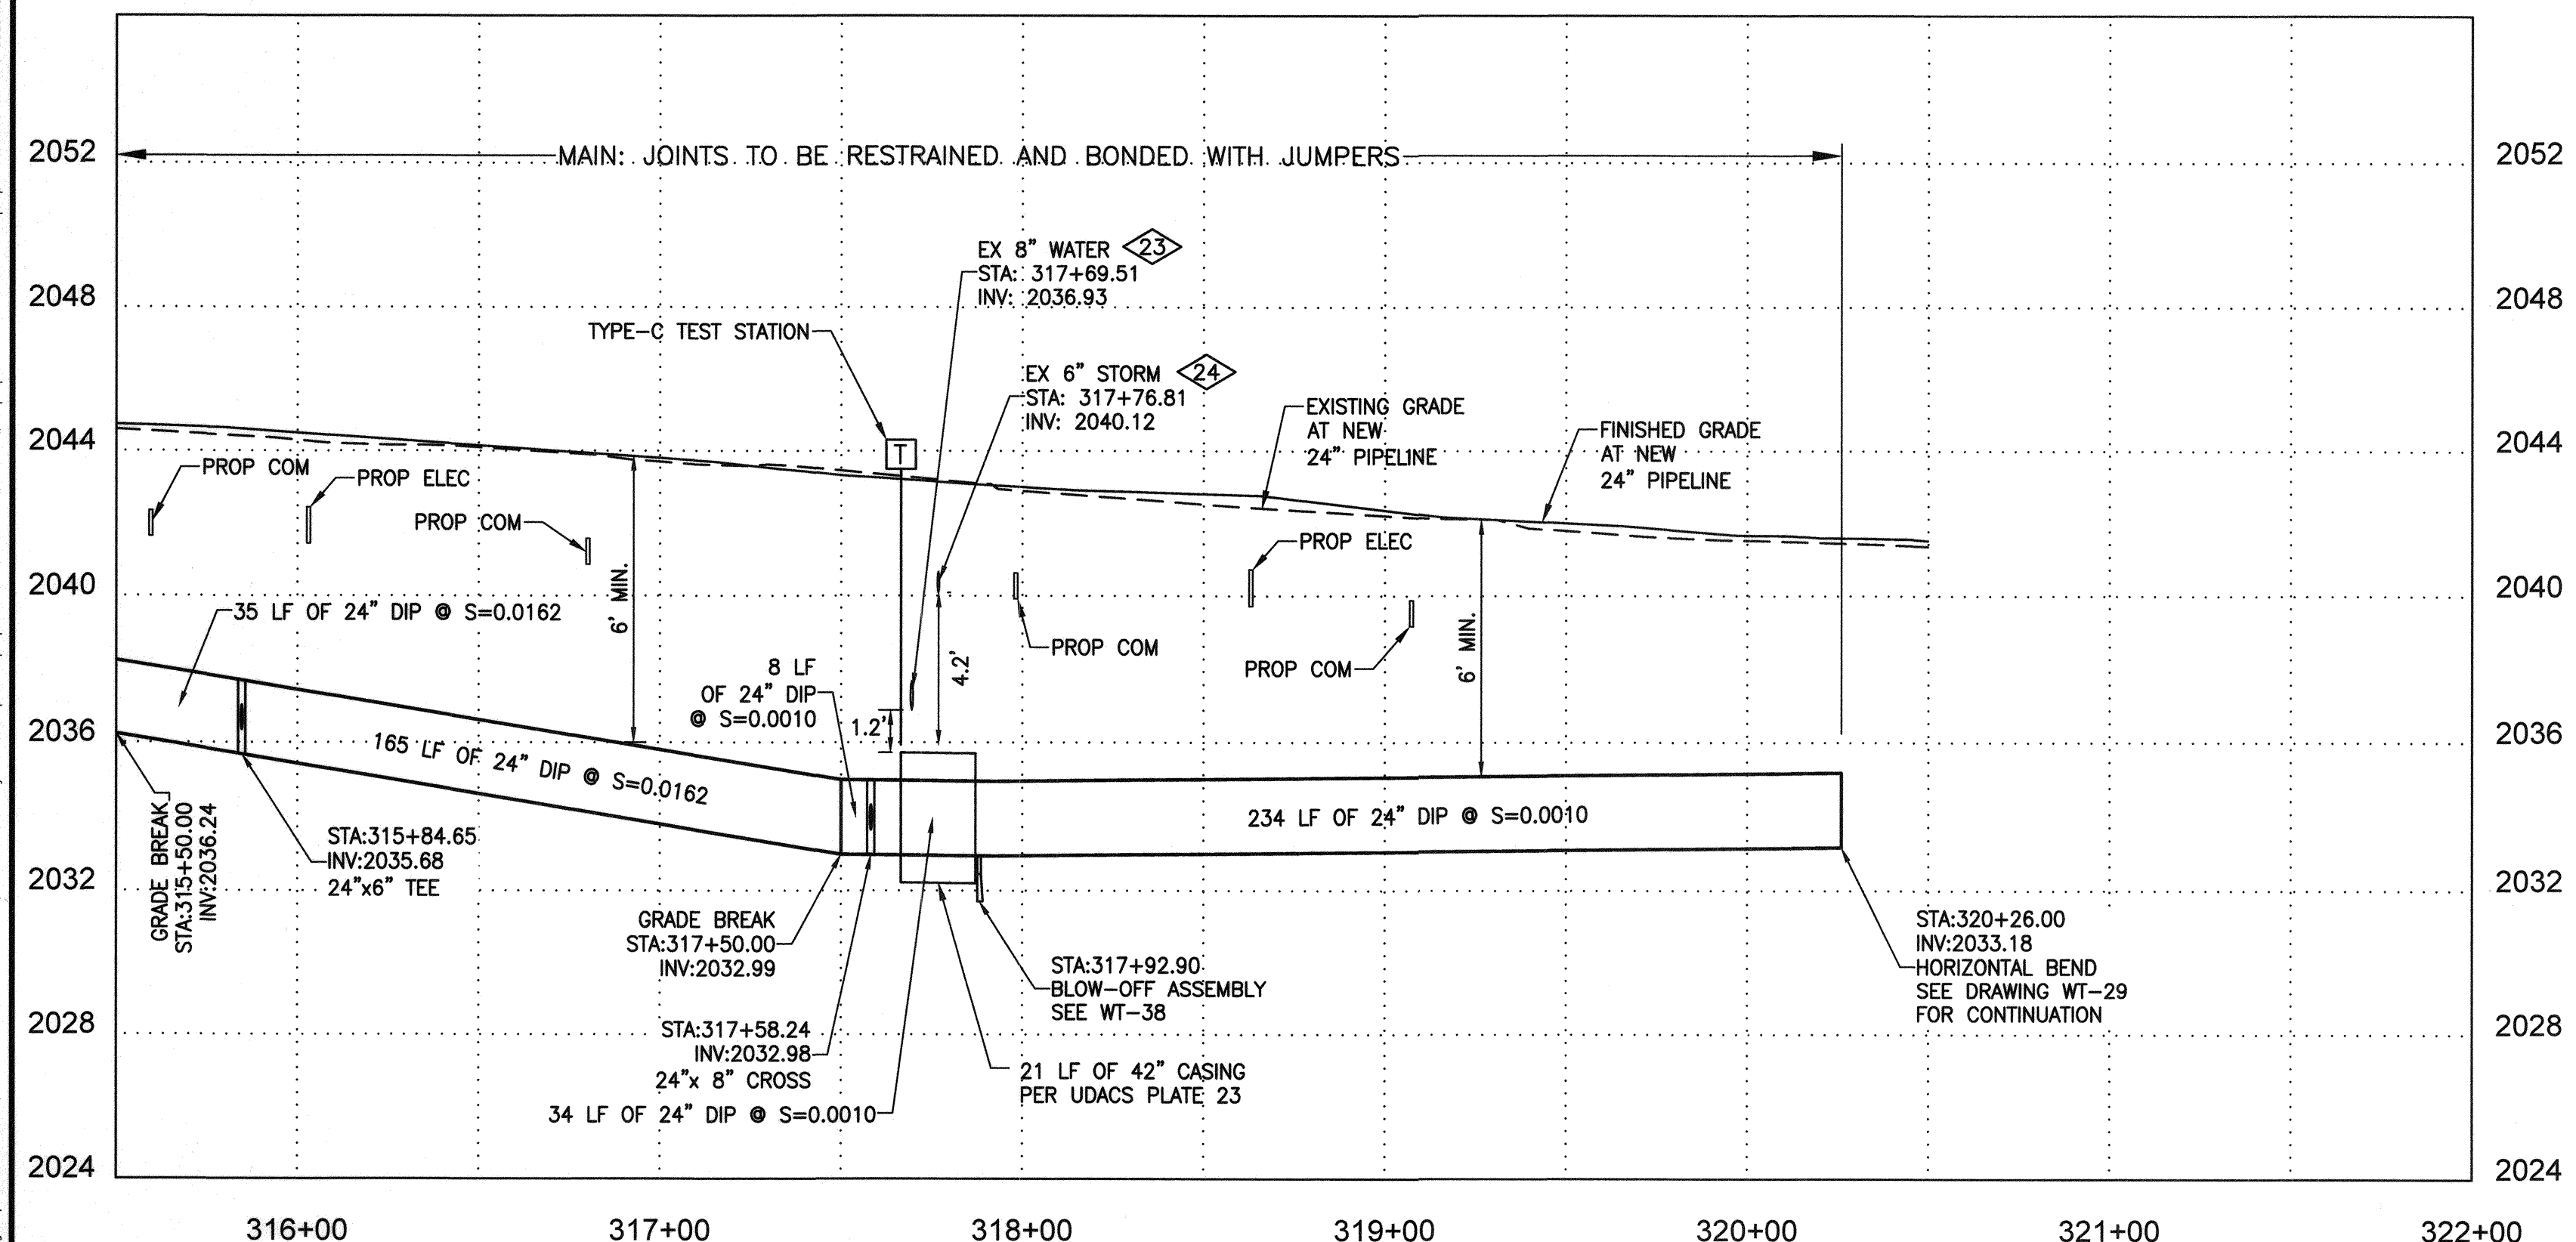 MAIN: JOINTS TO BE RESTRAINED AND BONDED WITH JUMPERS
2052
2052
EX 8" WATER 23
STA: 317+69.51
INV: 2036.93
2048
2048
TYPE-C TEST STATION
EX 6" STORM 24
STA: 317+76.81
INV: 2040.12
EXISTING GRADE
AT NEW
24" PIPELINE
FINISHED GRADE
AT NEW
24" PIPELINE
2044
2044
T
PROP COM
PROP ELEC
PROP COM
PROP ELEC
2040
2040
35 LF OF 24" DIP @ S=0.0162
6' MIN.
4.2'
PROP COM
PROP COM
6' MIN.
8 LF
OF 24" DIP
@ S=0.0010
1.2'
2036
2036
165 LF OF 24" DIP @ S=0.0162
234 LF OF 24" DIP @ S=0.0010
GRADE BREAK
STA:315+50.00
INV:2036.24
STA:315+84.65
INV:2035.68
24"x6" TEE
2032
2032
GRADE BREAK
STA:317+50.00
INV:2032.99
STA:317+92.90
BLOW-OFF ASSEMBLY
SEE WT-38
STA:320+26.00
INV:2033.18
HORIZONTAL BEND
SEE DRAWING WT-29
FOR CONTINUATION
2028
2028
STA:317+58.24
INV:2032.98
24"x 8" CROSS
21 LF OF 42" CASING
PER UDACS PLATE 23
34 LF OF 24" DIP @ S=0.0010
2024
2024
316+00
317+00
318+00
319+00
320+00
321+00
322+00